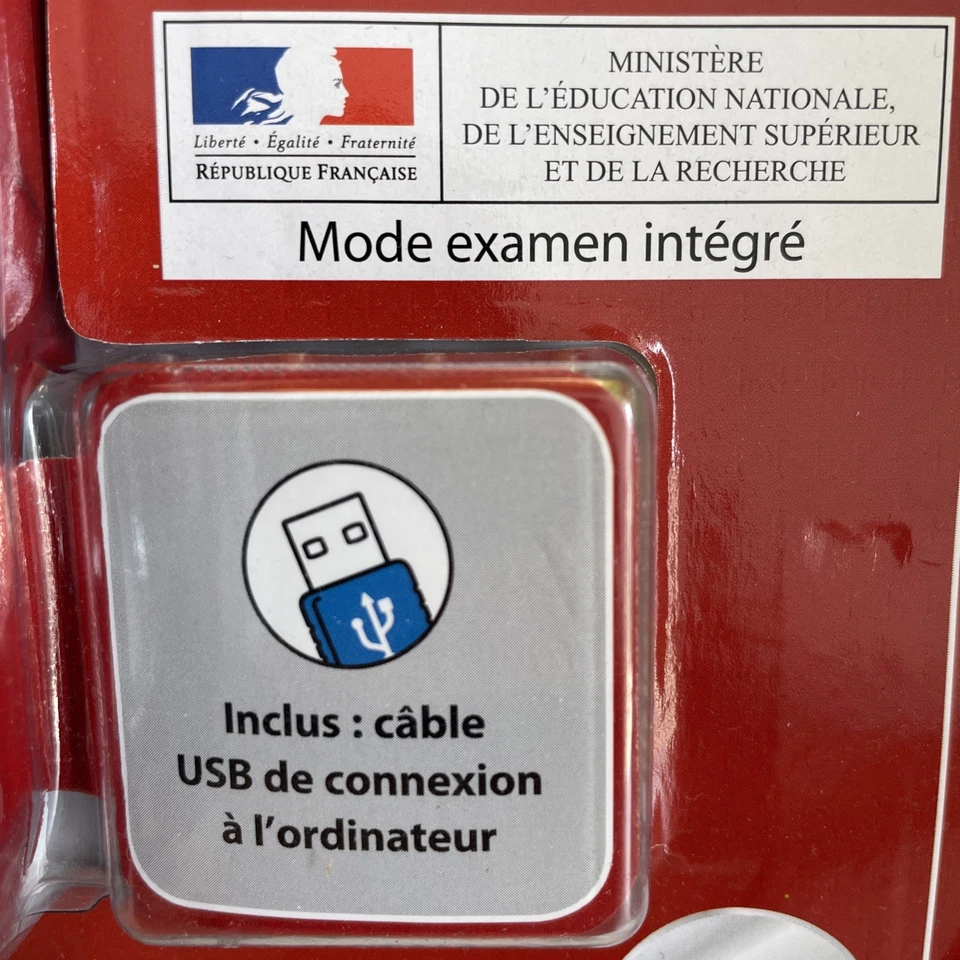 Liberté • Égalité • Fraternité
RÉPUBLIQUE FRANÇAISE
MINISTÈRE
DE L’ÉDUCATION NATIONALE,
DE L’ENSEIGNEMENT SUPÉRIEUR
ET DE LA RECHERCHE
Mode examen intégré
Inclus : câble
USB de connexion
à l’ordinateur